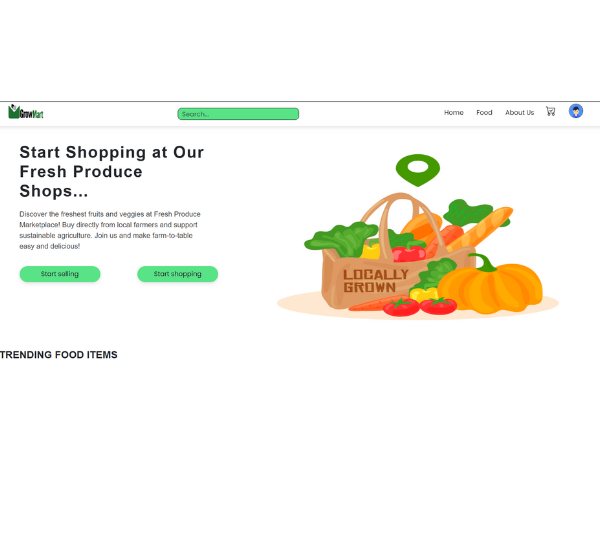 GrowMart
Search...
Home
Food
About Us
Start Shopping at Our
Fresh Produce
Shops...
Discover the freshest fruits and veggies at Fresh Produce
Marketplace! Buy directly from local farmers and support
sustainable agriculture. Join us and make farm-to-table
easy and delicious!
Start selling
Start shopping
LOCALLY
GROWN
TRENDING FOOD ITEMS